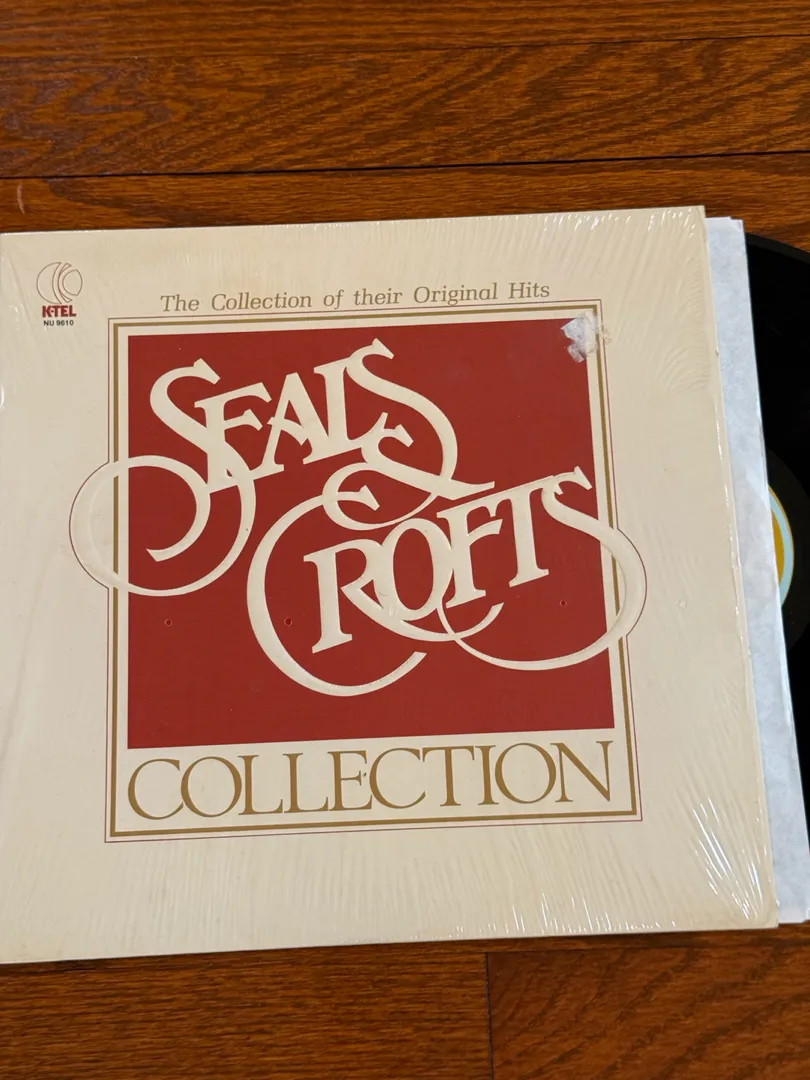 K-TEL
NU 9610
The Collection of their Original Hits
SEALS
&
CROFTS
COLLECTION